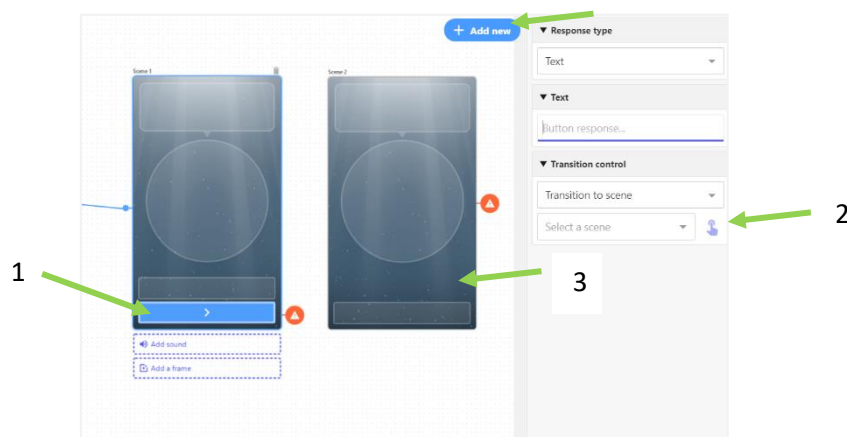 + Add new
▼ Response type
Text
▼ Text
Button response...
▼ Transition control
Transition to scene
Select a scene
Scene 1
Scene 2
1
2
3
Add sound
Add a frame